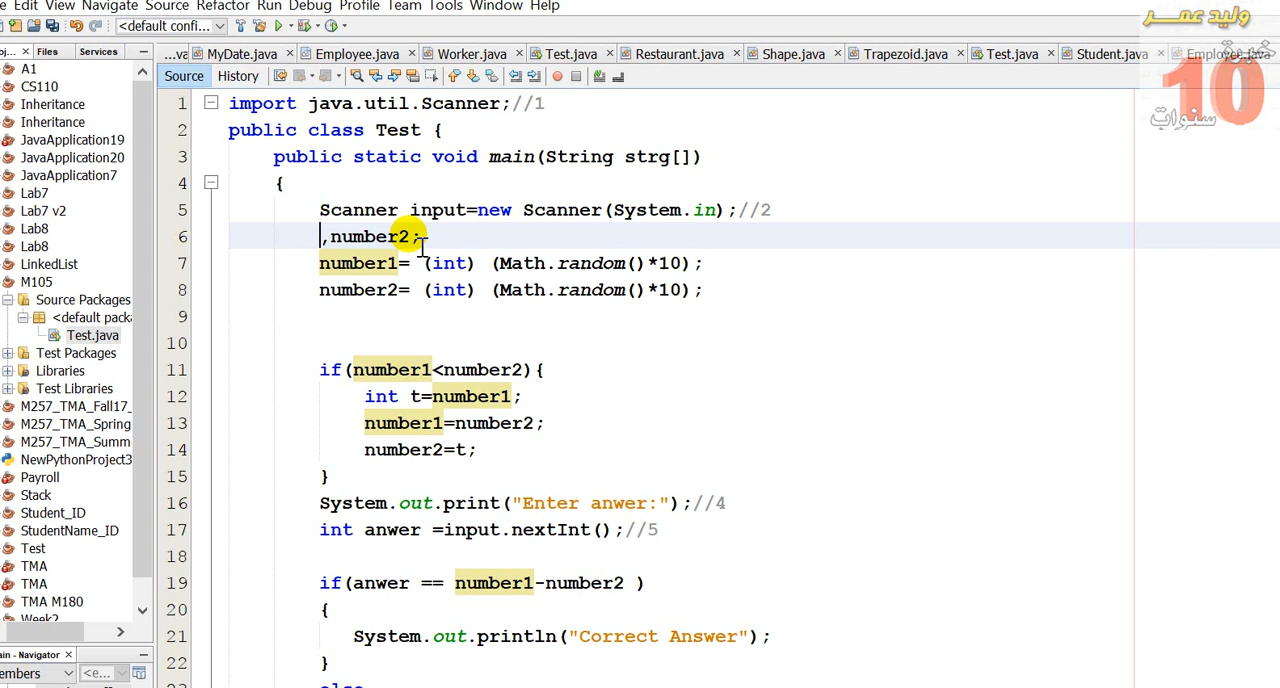 e Edit View Navigate Source Refactor Run Debug Profile Team Tools Window Help
<default confi...
oj... Files Services
...va MyDate.java Employee.java Worker.java Test.java Restaurant.java Shape.java Trapezoid.java Test.java Student.java Employee.java
وليد عمر
خبرة
10
سنوات
Source History
A1
CS110
Inheritance
Inheritance
JavaApplication19
JavaApplication20
JavaApplication7
Lab7
Lab7 v2
Lab8
Lab8
LinkedList
M105
Source Packages
<default packa
Test.java
Test Packages
Libraries
Test Libraries
M257_TMA_Fall17_
M257_TMA_Spring
M257_TMA_Summ
NewPythonProject3
Payroll
Stack
Student_ID
StudentName_ID
Test
TMA
TMA
TMA M180
Week2
ain - Navigator
embers <e...
1 import java.util.Scanner;//1
2 public class Test {
3 public static void main(String strg[])
4 {
5 Scanner input=new Scanner(System.in);//2
6 ,number2;
7 number1= (int) (Math.random()*10);
8 number2= (int) (Math.random()*10);
9
10
11 if(number1<number2){
12 int t=number1;
13 number1=number2;
14 number2=t;
15 }
16 System.out.print("Enter anwer:");//4
17 int anwer =input.nextInt();//5
18
19 if(anwer == number1-number2 )
20 {
21 System.out.println("Correct Answer");
22 }
23 else